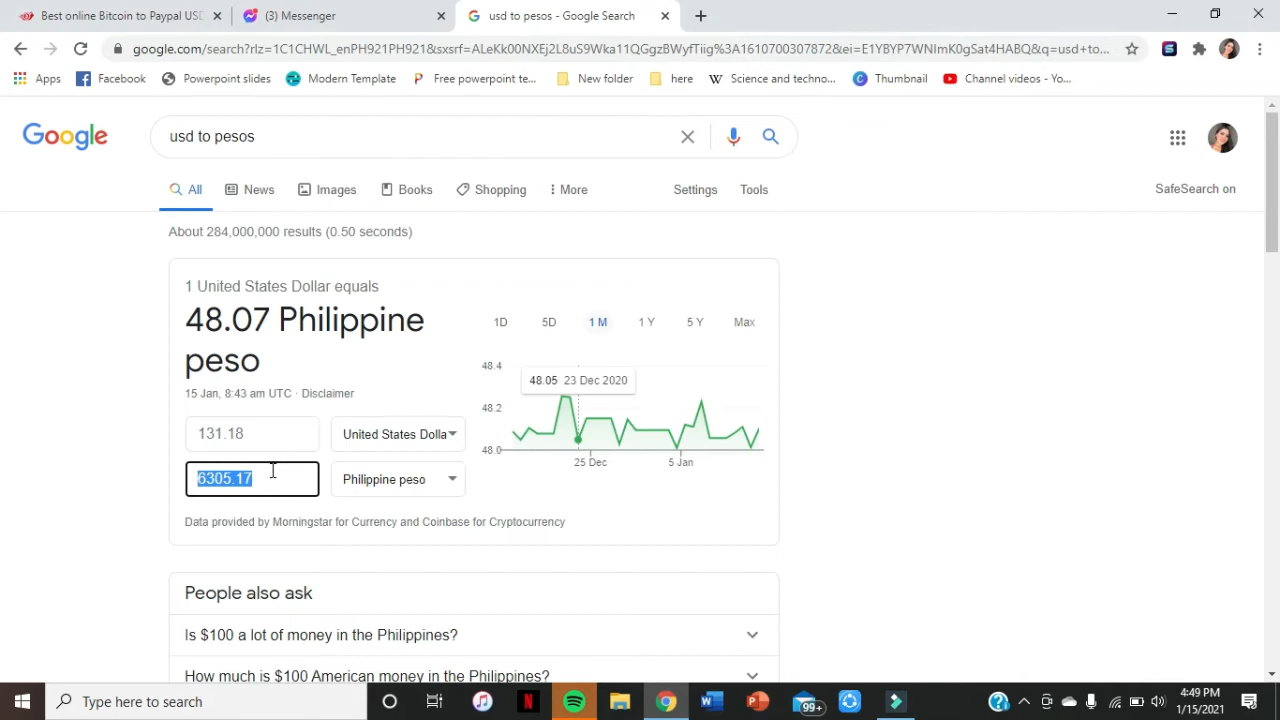 Best online Bitcoin to Paypal USD
(3) Messenger
usd to pesos - Google Search
google.com/search?rlz=1C1CHWL_enPH921PH921&sxsrf=ALeKk00NXEj2L8uS9Wka11QGgzBWyfTiig%3A1610700307872&ei=E1YBYP7WNImK0gSat4HABQ&q=usd+to...
Apps
Facebook
Powerpoint slides
Modern Template
Free powerpoint te...
New folder
here
Science and techno...
Thumbnail
Channel videos - Yo...
Google
usd to pesos
All
News
Images
Books
Shopping
More
Settings
Tools
SafeSearch on
About 284,000,000 results (0.50 seconds)
1 United States Dollar equals
48.07 Philippine
peso
15 Jan, 8:43 am UTC · Disclaimer
131.18
United States Dolla
6305.17
Philippine peso
1D
5D
1 M
1 Y
5 Y
Max
48.4
48.05 23 Dec 2020
48.2
48.0
25 Dec
5 Jan
Data provided by Morningstar for Currency and Coinbase for Cryptocurrency
People also ask
Is $100 a lot of money in the Philippines?
How much is $100 American money in the Philippines?
Type here to search
99+
4:49 PM
1/15/2021